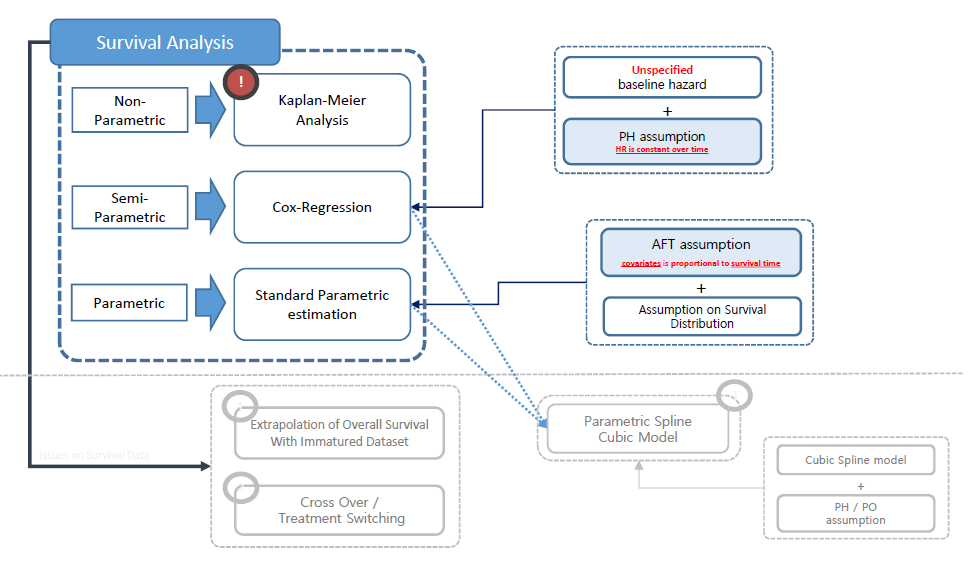 Survival Analysis
!
Non-
Parametric
Kaplan-Meier
Analysis
Unspecified
baseline hazard
+
PH assumption
HR is constant over time
Semi-
Parametric
Cox-Regression
AFT assumption
covariates is proportional to survival time
+
Assumption on Survival
Distribution
Parametric
Standard Parametric
estimation
Extrapolation of Overall Survival
With Immatured Dataset
Issues on Survival Data
Cross Over /
Treatment Switching
Parametric Spline
Cubic Model
Cubic Spline model
+
PH / PO
assumption